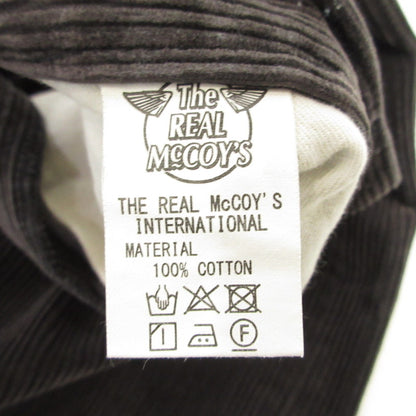 The
REAL
McCOY'S
THE REAL McCOY'S
INTERNATIONAL
MATERIAL
100% COTTON
F